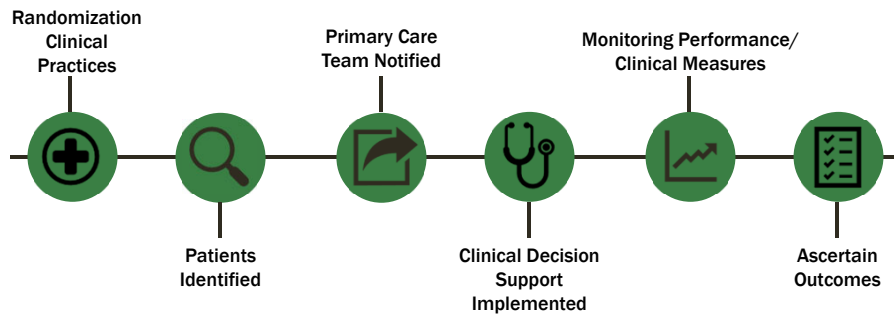 Randomization
Clinical
Practices
Patients
Identified
Primary Care
Team Notified
Clinical Decision
Support
Implemented
Monitoring Performance/
Clinical Measures
Ascertain
Outcomes